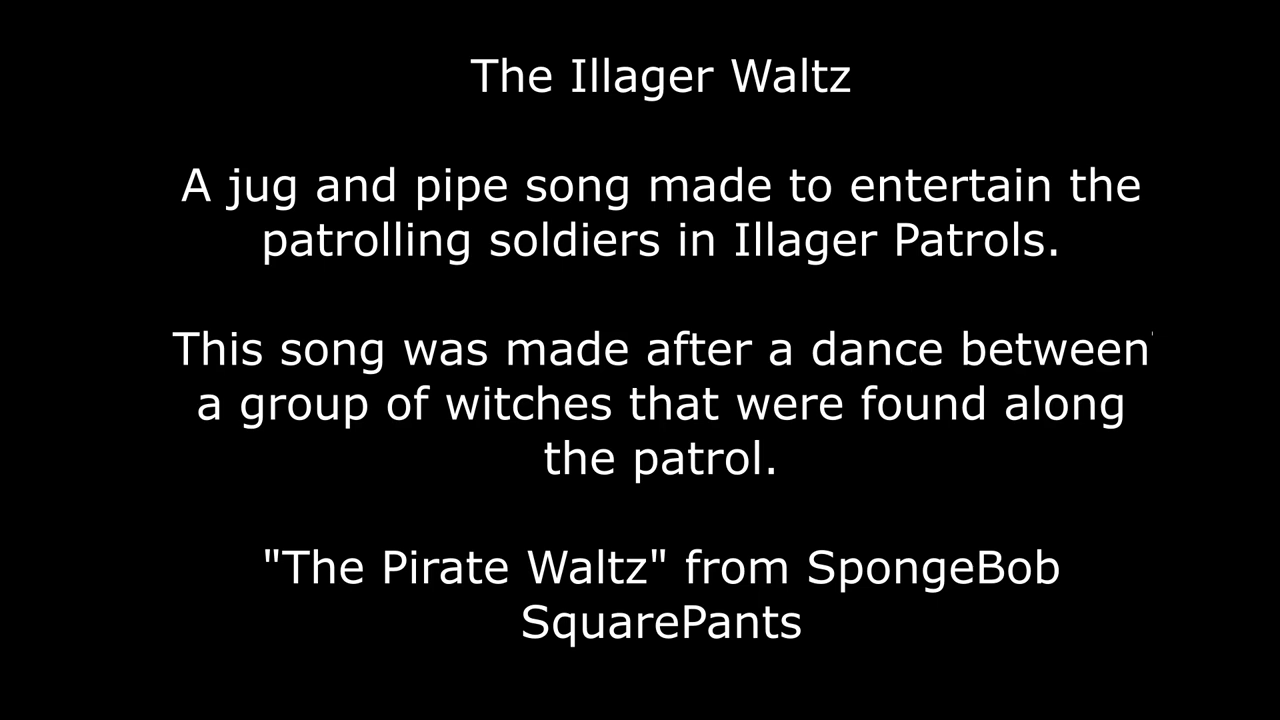 The Illager Waltz
A jug and pipe song made to entertain the
patrolling soldiers in Illager Patrols.
This song was made after a dance between
a group of witches that were found along
the patrol.
"The Pirate Waltz" from SpongeBob
SquarePants